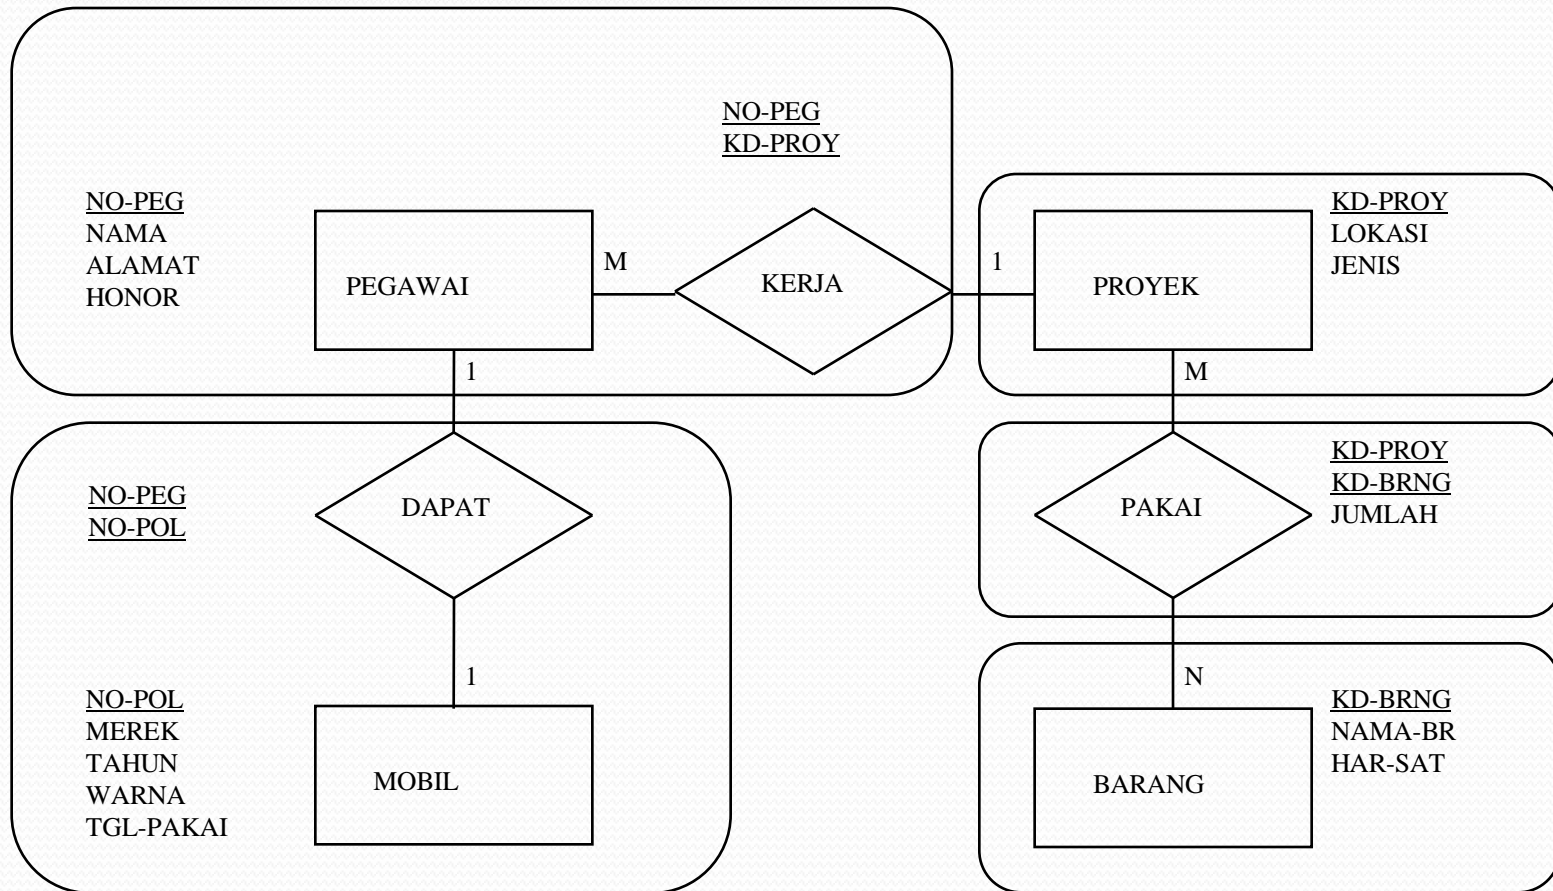 NO-PEG
KD-PROY
NO-PEG
NAMA
ALAMAT
HONOR
PEGAWAI
M
KERJA
1
PROYEK
KD-PROY
LOKASI
JENIS
1
M
NO-PEG
NO-POL
DAPAT
PAKAI
KD-PROY
KD-BRNG
JUMLAH
1
N
NO-POL
MEREK
TAHUN
WARNA
TGL-PAKAI
MOBIL
BARANG
KD-BRNG
NAMA-BR
HAR-SAT